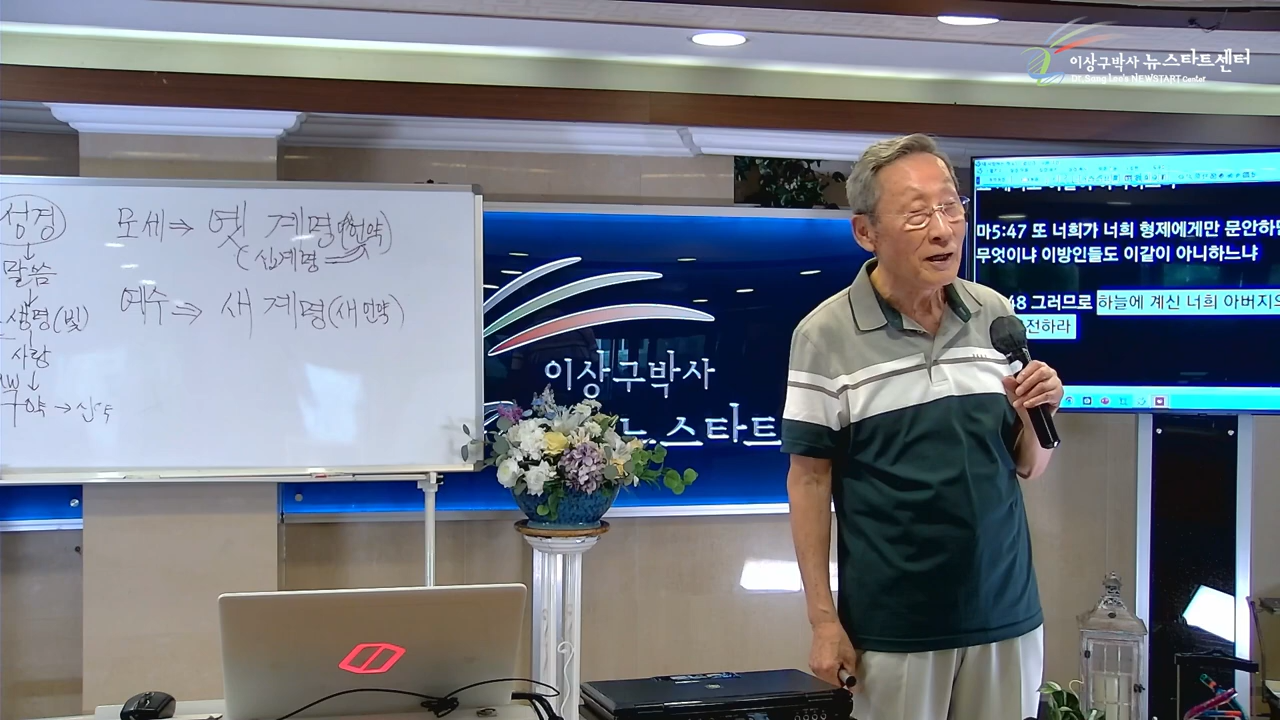 이상구박사 뉴스타트센터
Dr. Sang Lee's NEWSTART Center
성경
말씀
생명(빛)
사랑
구약 → 신약
모세 ⇒ 옛 계명(옛언약)
(십계명
예수 ⇒ 새 계명(새 언약)
이상구박사
뉴스타트
마5:47 또 너희가 너희 형제에게만 문안하면
무엇이냐 이방인들도 이같이 아니하느냐
48 그러므로 하늘에 계신 너희 아버지의
전하라